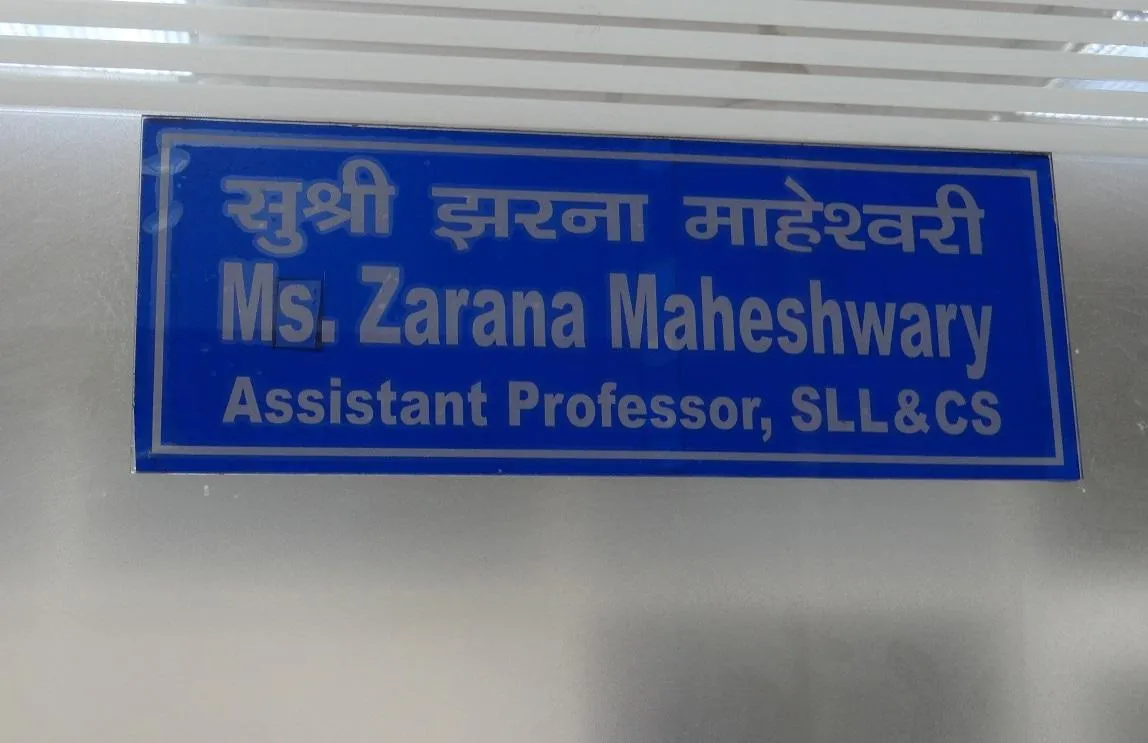 सुश्री झरना माहेश्वरी
Ms. Zarana Maheshwary
Assistant Professor, SLL&CS